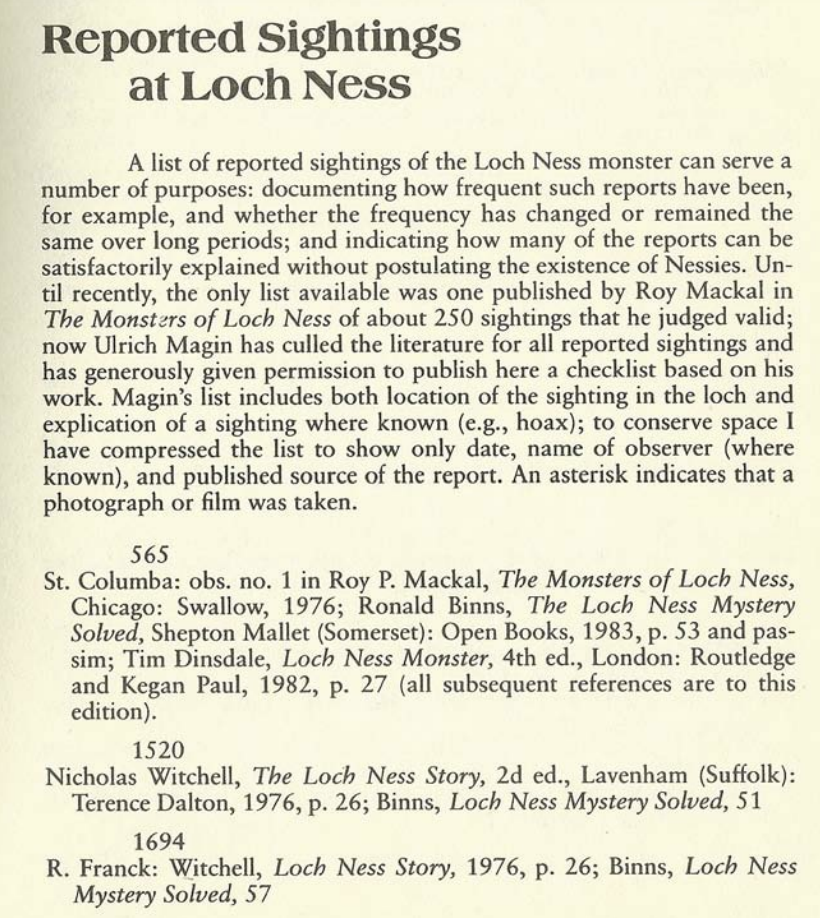 Reported Sightings
at Loch Ness
A list of reported sightings of the Loch Ness monster can serve a
number of purposes: documenting how frequent such reports have been,
for example, and whether the frequency has changed or remained the
same over long periods; and indicating how many of the reports can be
satisfactorily explained without postulating the existence of Nessies. Un-
til recently, the only list available was one published by Roy Mackal in
The Monsters of Loch Ness of about 250 sightings that he judged valid;
now Ulrich Magin has culled the literature for all reported sightings and
has generously given permission to publish here a checklist based on his
work. Magin's list includes both location of the sighting in the loch and
explication of a sighting where known (e.g., hoax); to conserve space I
have compressed the list to show only date, name of observer (where
known), and published source of the report. An asterisk indicates that a
photograph or film was taken.
565
St. Columba: obs. no. 1 in Roy P. Mackal, The Monsters of Loch Ness,
Chicago: Swallow, 1976; Ronald Binns, The Loch Ness Mystery
Solved, Shepton Mallet (Somerset): Open Books, 1983, p. 53 and pas-
sim; Tim Dinsdale, Loch Ness Monster, 4th ed., London: Routledge
and Kegan Paul, 1982, p. 27 (all subsequent references are to this
edition).
1520
Nicholas Witchell, The Loch Ness Story, 2d ed., Lavenham (Suffolk):
Terence Dalton, 1976, p. 26; Binns, Loch Ness Mystery Solved, 51
1694
R. Franck: Witchell, Loch Ness Story, 1976, p. 26; Binns, Loch Ness
Mystery Solved, 57